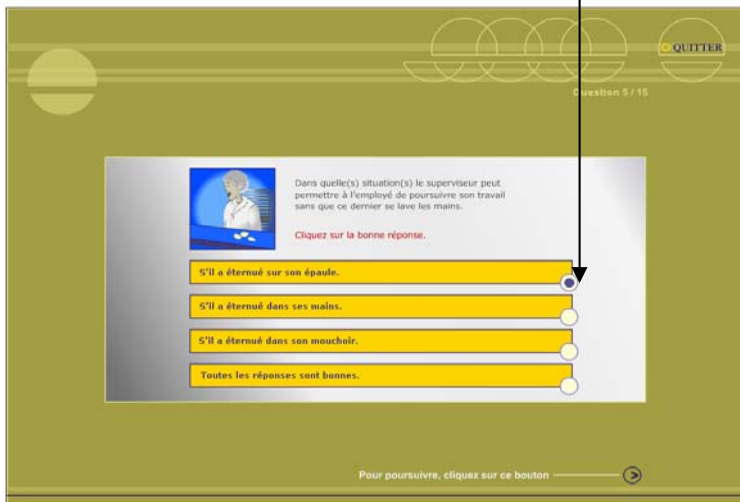 QUITTER
Question 5 / 15
Dans quelle(s) situation(s) le superviseur peut
permettre à l'employé de poursuivre son travail
sans que ce dernier se lave les mains.
Cliquez sur la bonne réponse.
S'il a éternué sur son épaule.
S'il a éternué dans ses mains.
S'il a éternué dans son mouchoir.
Toutes les réponses sont bonnes.
Pour poursuivre, cliquez sur ce bouton